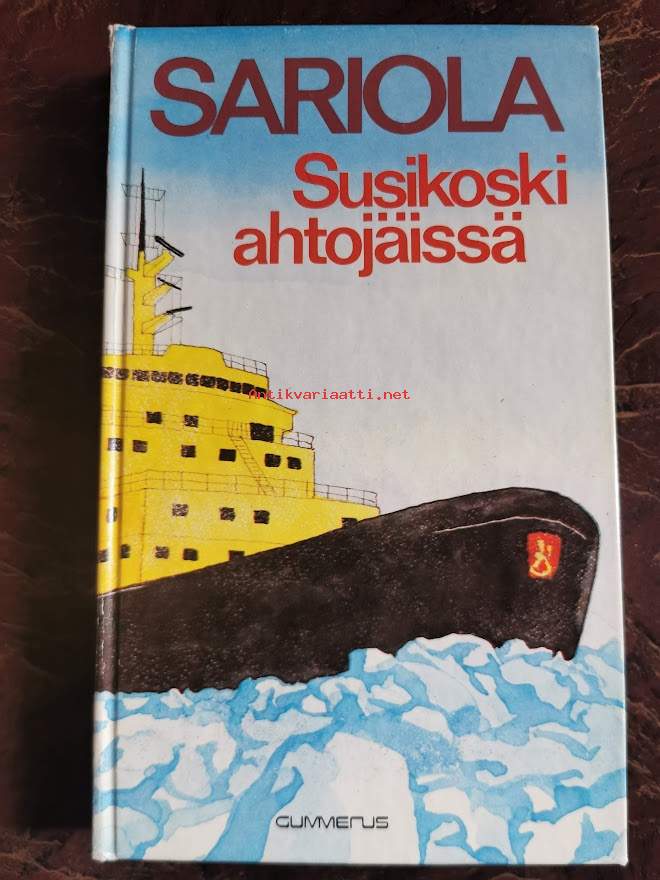 SARIOLA
Susikoski
ahtojäissä
Antikvariaatti.net
GUMMERUS